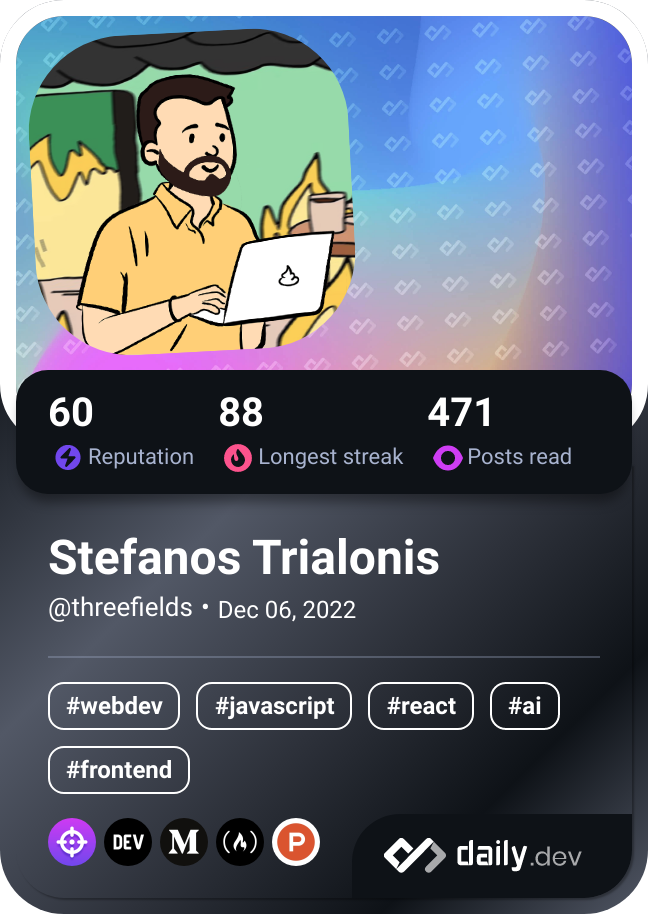 60 88 471
Reputation Longest streak Posts read
Stefanos Trialonis
@threefields • Dec 06, 2022
#webdev #javascript #react #ai
#frontend
DEV M P
daily.dev